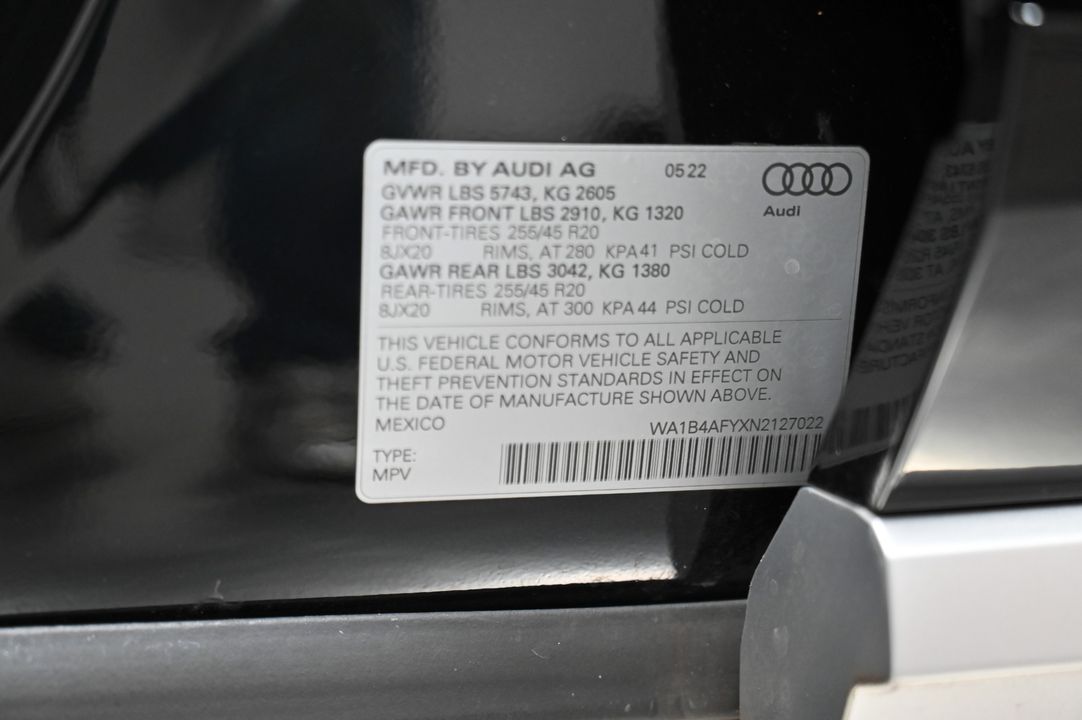 MFD. BY AUDI AG 05 22
GVWR LBS 5743, KG 2605
GAWR FRONT LBS 2910, KG 1320
Audi
FRONT-TIRES 255/45 R20
8JX20 RIMS, AT 280 KPA 41 PSI COLD
GAWR REAR LBS 3042, KG 1380
REAR-TIRES 255/45 R20
8JX20 RIMS, AT 300 KPA 44 PSI COLD
THIS VEHICLE CONFORMS TO ALL APPLICABLE
U.S. FEDERAL MOTOR VEHICLE SAFETY AND
THEFT PREVENTION STANDARDS IN EFFECT ON
THE DATE OF MANUFACTURE SHOWN ABOVE.
MEXICO WA1B4AFYXN2127022
TYPE:
MPV